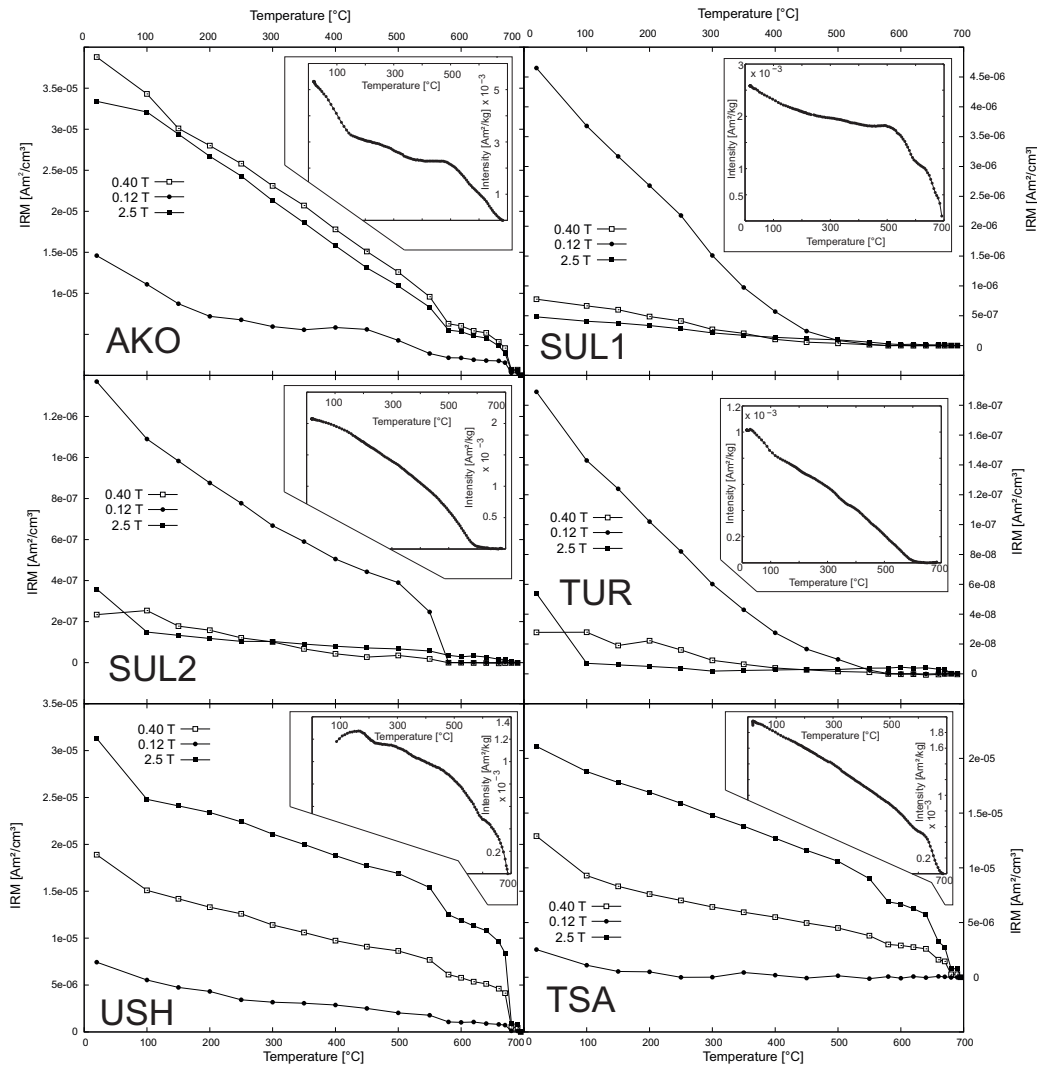 Temperature [°C]
Temperature [°C]
0 100 200 300 400 500 600 700
0 100 200 300 400 500 600 700
IRM [Am²/cm³]
3.5e-05
3e-05
2.5e-05
2e-05
1.5e-05
1e-05
0.40 T
0.12 T
2.5 T
AKO
100 300 500
Temperature [°C]
Intensity [Am²/kg] x 10⁻³
5
3
1
3
x 10⁻³
2
1
0.5
Intensity [Am²/kg]
0 100 300 500 700
Temperature [°C]
0.40 T
0.12 T
2.5 T
SUL1
4.5e-06
4e-06
3.5e-06
3e-06
2.5e-06
2e-06
1.5e-06
1e-06
5e-07
0
IRM [Am²/cm³]
IRM [Am²/cm³]
1.2e-06
1e-06
8e-07
6e-07
4e-07
2e-07
0
0.40 T
0.12 T
2.5 T
SUL2
100 300 500 700
Temperature [°C]
Intensity [Am²/kg]
x 10⁻³
2
1
0.5
1.2
x 10⁻³
1
0.8
0.6
0.2
Intensity [Am²/kg]
0 100 300 500 700
Temperature [°C]
0.40 T
0.12 T
2.5 T
TUR
1.8e-07
1.6e-07
1.4e-07
1.2e-07
1e-07
8e-08
6e-08
4e-08
2e-08
0
IRM [Am²/cm³]
IRM [Am²/cm³]
3.5e-05
3e-05
2.5e-05
2e-05
1.5e-05
1e-05
5e-06
0
0.40 T
0.12 T
2.5 T
USH
100 300 500
Temperature [°C]
Intensity [Am²/kg]
x 10⁻³
1.4
1.2
1
0.2
700
100 300 500
Temperature [°C]
Intensity [Am²/kg]
x 10⁻³
1.8
1.6
1
0.2
700
0.40 T
0.12 T
2.5 T
TSA
2e-05
1.5e-05
1e-05
5e-06
0
IRM [Am²/cm³]
0 100 200 300 400 500 600 700
0 100 200 300 400 500 600 700
Temperature [°C]
Temperature [°C]